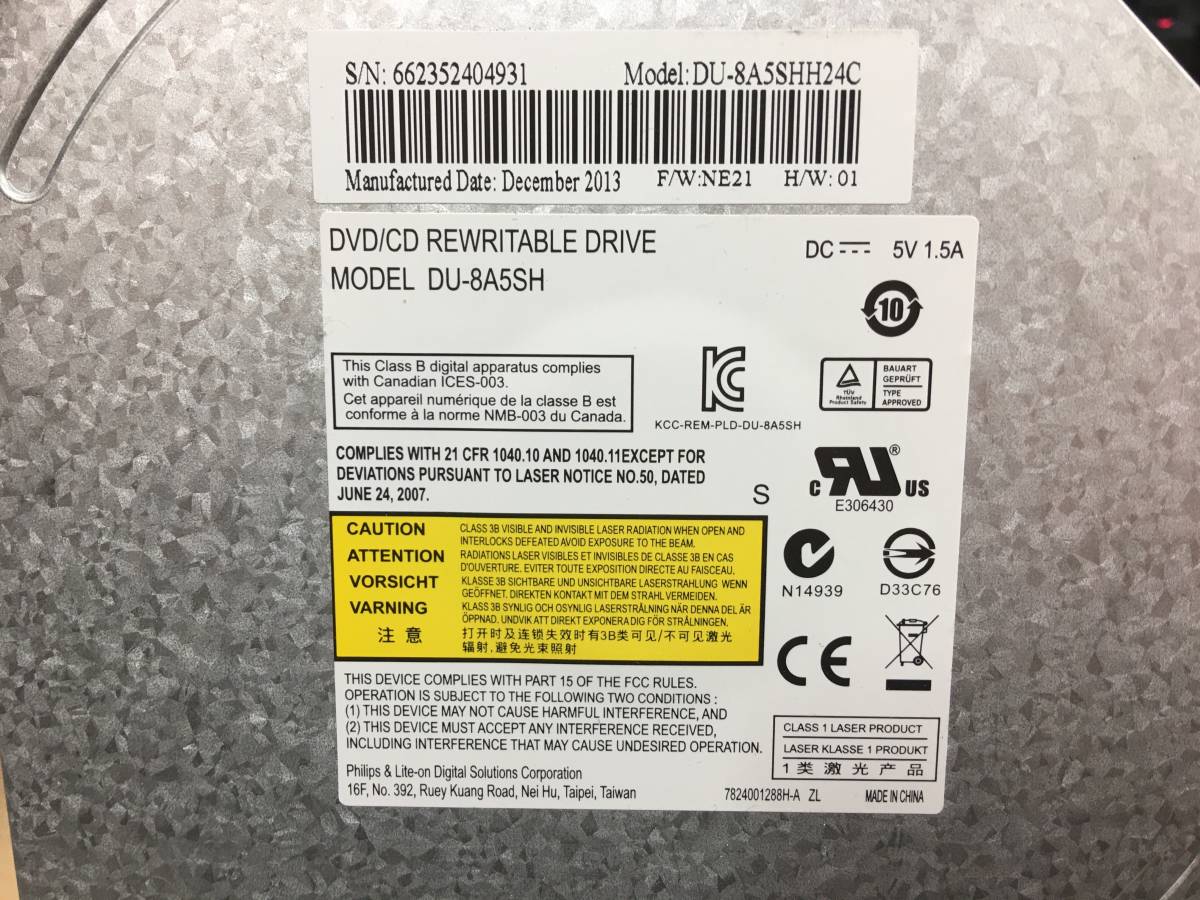 S/N: 662352404931 Model: DU-8A5SHH24C
Manufactured Date: December 2013 F/W:NE21 H/W: 01
DVD/CD REWRITABLE DRIVE
MODEL DU-8A5SH
DC 5V 1.5A
10
This Class B digital apparatus complies
with Canadian ICES-003.
Cet appareil numérique de la classe B est
conforme à la norme NMB-003 du Canada.
KCC-REM-PLD-DU-8A5SH
TÜV
Rheinland
Product Safety
BAUART
GEPRÜFT
TYPE
APPROVED
COMPLIES WITH 21 CFR 1040.10 AND 1040.11EXCEPT FOR
DEVIATIONS PURSUANT TO LASER NOTICE NO.50, DATED
JUNE 24, 2007.
S
c RU ® US
E306430
CAUTION CLASS 3B VISIBLE AND INVISIBLE LASER RADIATION WHEN OPEN AND
INTERLOCKS DEFEATED AVOID EXPOSURE TO THE BEAM.
ATTENTION RADIATIONS LASER VISIBLES ET INVISIBLES DE CLASSE 3B EN CAS
D'OUVERTURE. EVITER TOUTE EXPOSITION DIRECTE AU FAISCEAU.
VORSICHT KLASSE 3B SICHTBARE UND UNSICHTBARE LASERSTRAHLUNG WENN
GEÖFFNET. DIREKTEN KONTAKT MIT DEM STRAHL VERMEIDEN.
VARNING KLASS 3B SYNLIG OCH OSYNLIG LASERSTRÅLNING NÄR DENNA DEL ÄR
ÖPPNAD. UNDVIK ATT DIREKT EXPONERA DIG FÖR STRÅLNINGEN.
注意 打开时及连锁失效时有3B类可见/不可见激光
辐射,避免光束照射
N14939
D33C76
CE
THIS DEVICE COMPLIES WITH PART 15 OF THE FCC RULES.
OPERATION IS SUBJECT TO THE FOLLOWING TWO CONDITIONS :
(1) THIS DEVICE MAY NOT CAUSE HARMFUL INTERFERENCE, AND
(2) THIS DEVICE MUST ACCEPT ANY INTERFERENCE RECEIVED,
INCLUDING INTERFERENCE THAT MAY CAUSE UNDESIRED OPERATION.
CLASS 1 LASER PRODUCT
LASER KLASSE 1 PRODUKT
1类激光产品
Philips & Lite-on Digital Solutions Corporation
16F, No. 392, Ruey Kuang Road, Nei Hu, Taipei, Taiwan
7824001288H-A ZL MADE IN CHINA